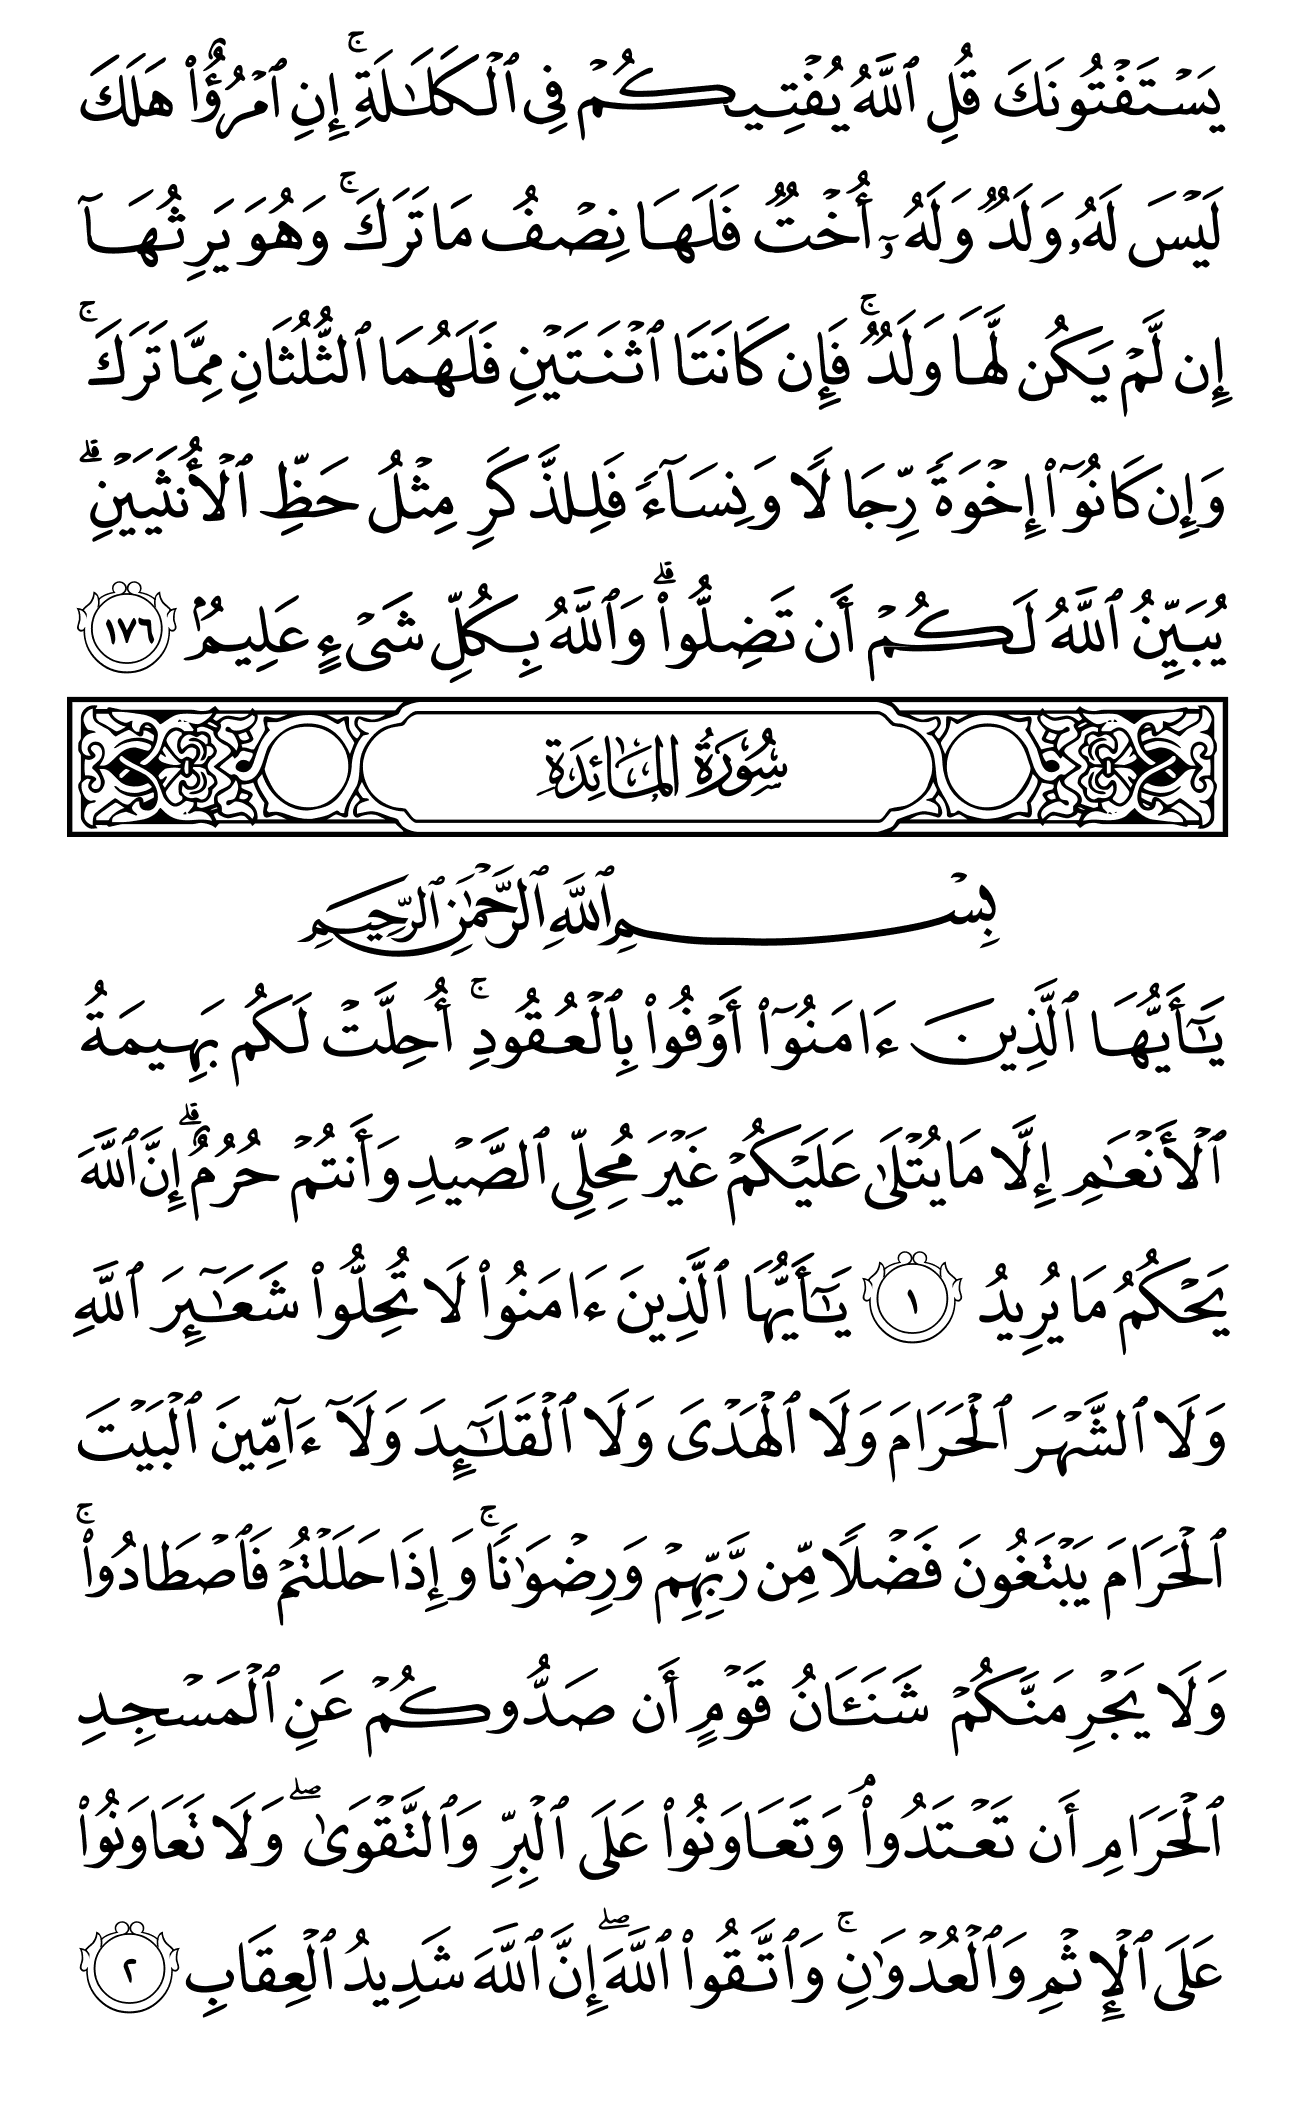 يَسۡتَفۡتُونَكَ قُلِ ٱللَّهُ يُفۡتِيكُمۡ فِي ٱلۡكَلَٰلَةِۚ إِنِ ٱمۡرُؤٌاْ هَلَكَ
لَيۡسَ لَهُۥ وَلَدٞ وَلَهُۥٓ أُخۡتٞ فَلَهَا نِصۡفُ مَا تَرَكَۚ وَهُوَ يَرِثُهَآ
إِن لَّمۡ يَكُن لَّهَا وَلَدٞۚ فَإِن كَانَتَا ٱثۡنَتَيۡنِ فَلَهُمَا ٱلثُّلُثَانِ مِمَّا تَرَكَۚ
وَإِن كَانُوٓاْ إِخۡوَةٗ رِّجَالٗا وَنِسَآءٗ فَلِلذَّكَرِ مِثۡلُ حَظِّ ٱلۡأُنثَيَيۡنِۗ
يُبَيِّنُ ٱللَّهُ لَكُمۡ أَن تَضِلُّواْۗ وَٱللَّهُ بِكُلِّ شَيۡءٍ عَلِيمُۢ ١٧٦
سُورَةُ المَائِدَةِ
بِسۡمِ ٱللَّهِ ٱلرَّحۡمَٰنِ ٱلرَّحِيمِ
يَٰٓأَيُّهَا ٱلَّذِينَ ءَامَنُوٓاْ أَوۡفُواْ بِٱلۡعُقُودِۚ أُحِلَّتۡ لَكُم بَهِيمَةُ
ٱلۡأَنۡعَٰمِ إِلَّا مَا يُتۡلَىٰ عَلَيۡكُمۡ غَيۡرَ مُحِلِّي ٱلصَّيۡدِ وَأَنتُمۡ حُرُمٌۗ إِنَّ ٱللَّهَ
يَحۡكُمُ مَا يُرِيدُ ١ يَٰٓأَيُّهَا ٱلَّذِينَ ءَامَنُواْ لَا تُحِلُّواْ شَعَٰٓئِرَ ٱللَّهِ
وَلَا ٱلشَّهۡرَ ٱلۡحَرَامَ وَلَا ٱلۡهَدۡيَ وَلَا ٱلۡقَلَٰٓئِدَ وَلَآ ءَآمِّينَ ٱلۡبَيۡتَ
ٱلۡحَرَامَ يَبۡتَغُونَ فَضۡلٗا مِّن رَّبِّهِمۡ وَرِضۡوَٰنٗاۚ وَإِذَا حَلَلۡتُمۡ فَٱصۡطَادُواْۚ
وَلَا يَجۡرِمَنَّكُمۡ شَنَـَٔانُ قَوۡمٍ أَن صَدُّوكُمۡ عَنِ ٱلۡمَسۡجِدِ
ٱلۡحَرَامِ أَن تَعۡتَدُواْۘ وَتَعَاوَنُواْ عَلَى ٱلۡبِرِّ وَٱلتَّقۡوَىٰۖ وَلَا تَعَاوَنُواْ
عَلَى ٱلۡإِثۡمِ وَٱلۡعُدۡوَٰنِۚ وَٱتَّقُواْ ٱللَّهَۖ إِنَّ ٱللَّهَ شَدِيدُ ٱلۡعِقَابِ ٢